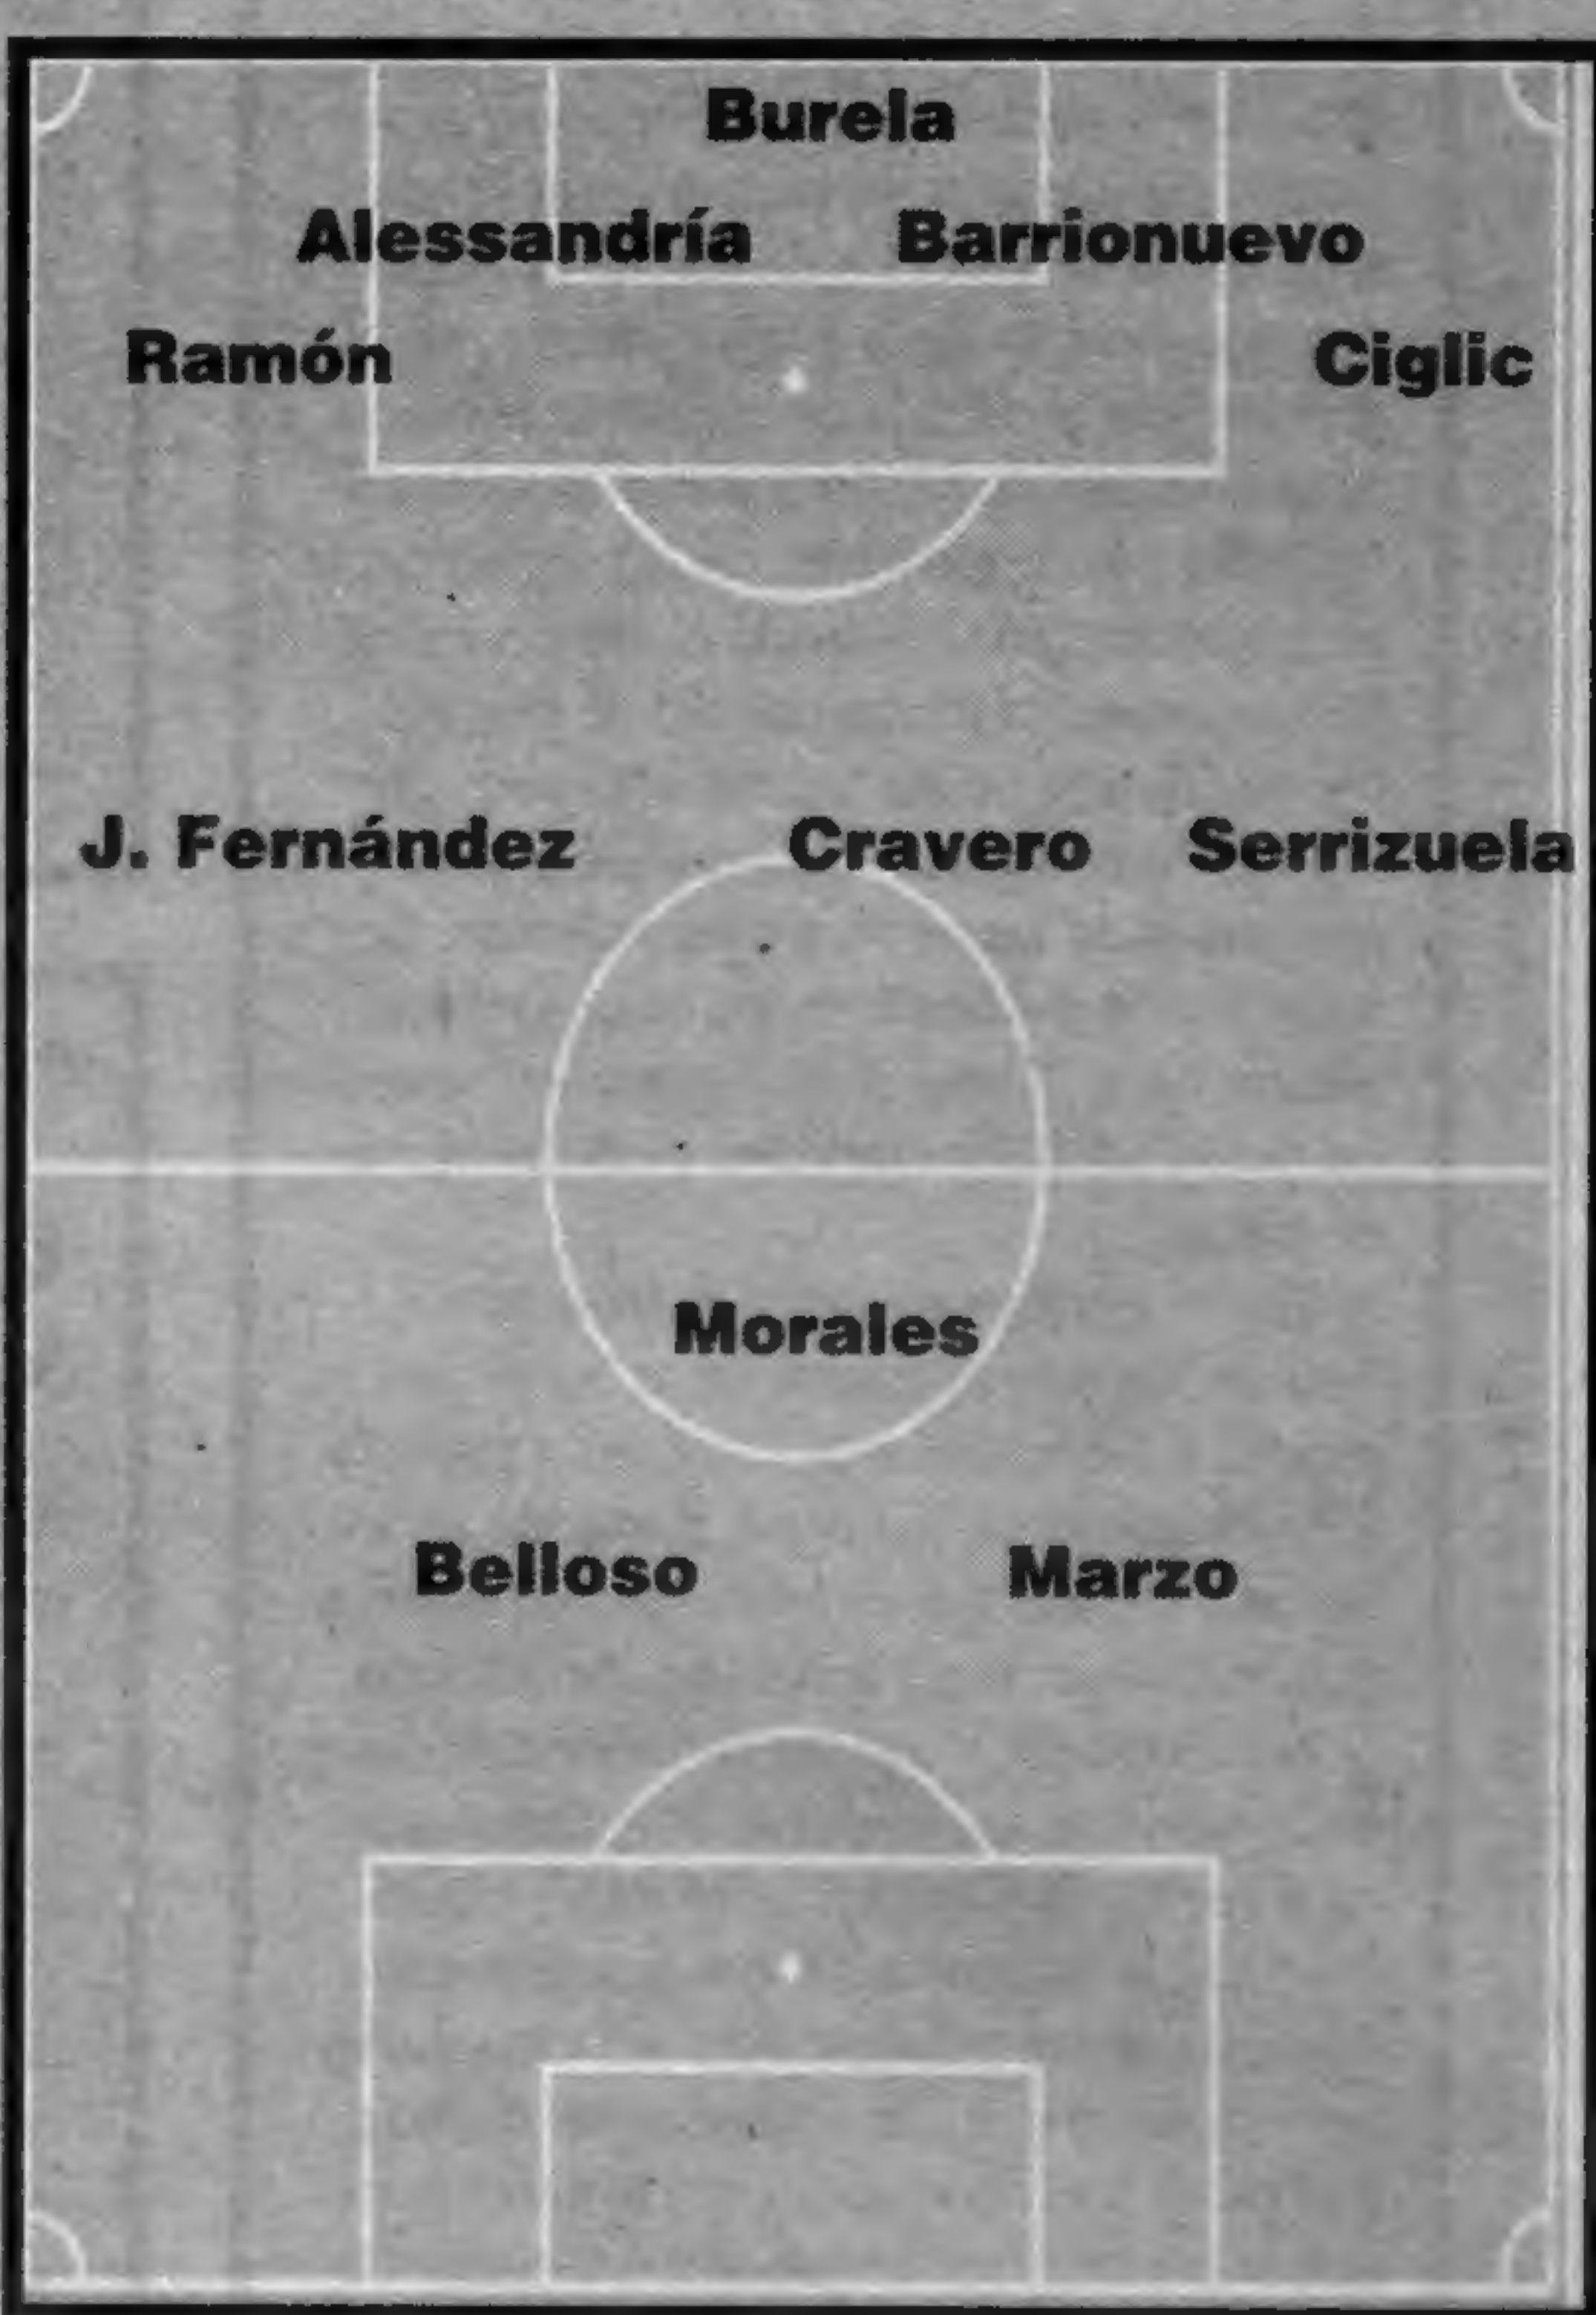 Burela
Alessandría Barrionuevo
Ramón Ciglic
J. Fernández Cravero Serrizuela
Morales
Belloso Marzo